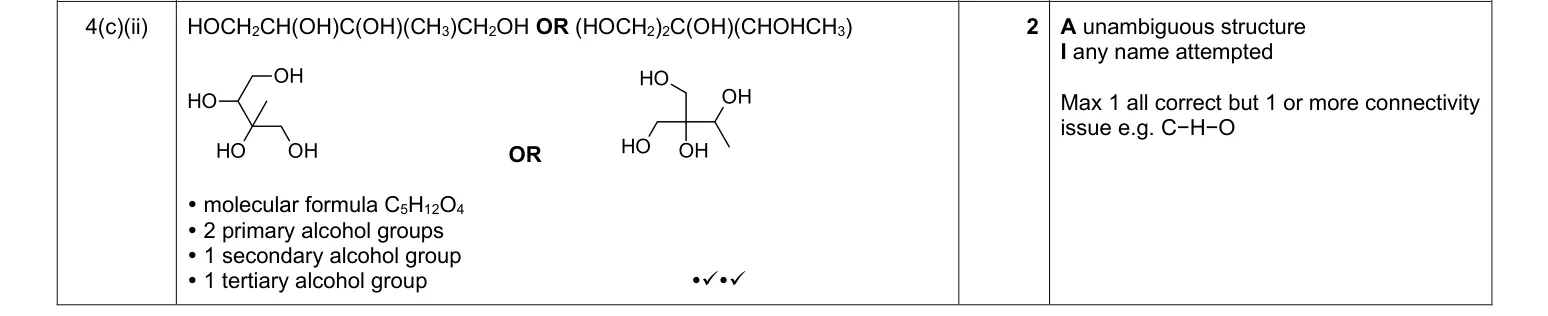 4(c)(ii)
HOCH₂CH(OH)C(OH)(CH₃)CH₂OH OR (HOCH₂)₂C(OH)(CHOHCH₃)
OH
HO
HO
OH
OR
HO
OH
HO
OH
• molecular formula C₅H₁₂O₄
• 2 primary alcohol groups
• 1 secondary alcohol group
• 1 tertiary alcohol group
•✓•✓
2
A unambiguous structure
I any name attempted
Max 1 all correct but 1 or more connectivity
issue e.g. C−H−O